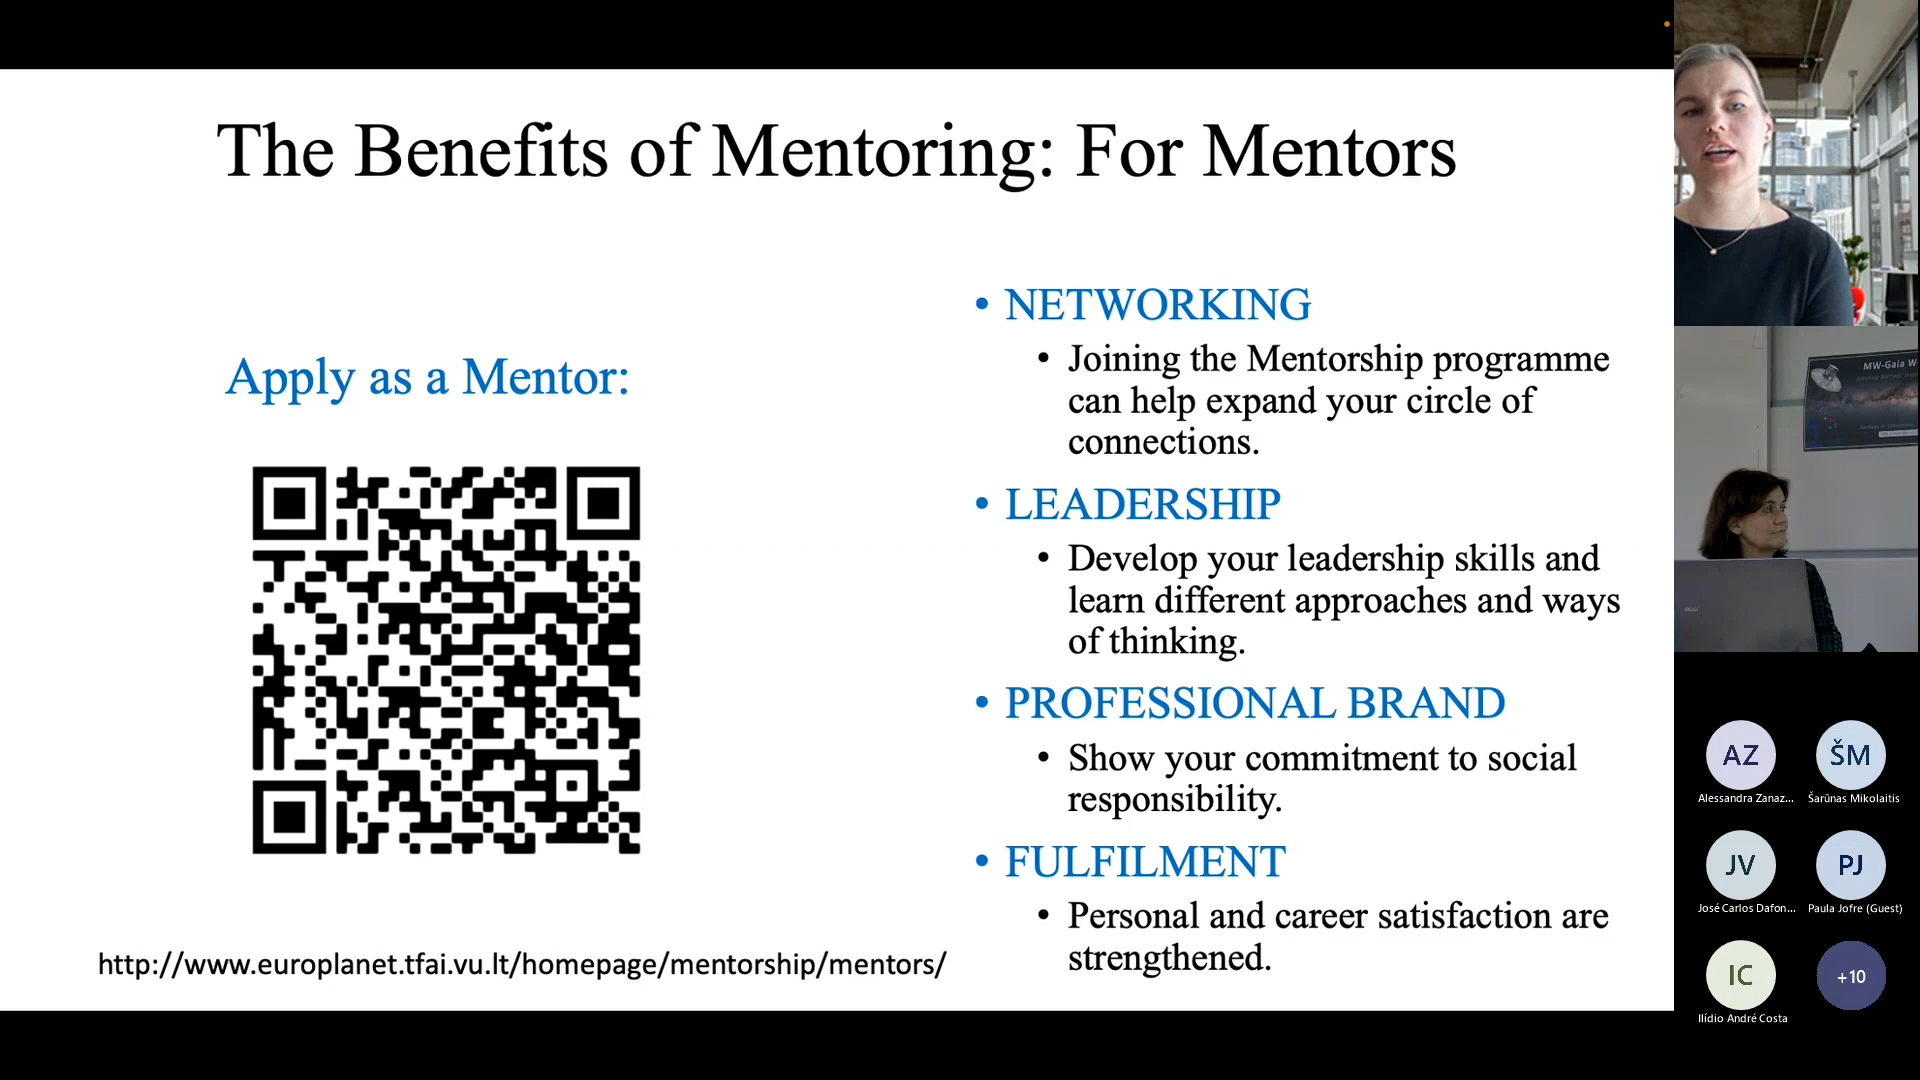 The Benefits of Mentoring: For Mentors
Apply as a Mentor:
http://www.europlanet.tfai.vu.lt/homepage/mentorship/mentors/
• NETWORKING
• Joining the Mentorship programme
can help expand your circle of
connections.
• LEADERSHIP
• Develop your leadership skills and
learn different approaches and ways
of thinking.
• PROFESSIONAL BRAND
• Show your commitment to social
responsibility.
• FULFILMENT
• Personal and career satisfaction are
strengthened.
MW-Gaia W
AZ
Alessandra Zanaz...
ŠM
Šarūnas Mikolaitis
JV
José Carlos Dafon...
PJ
Paula Jofre (Guest)
IC
Ilídio André Costa
+10